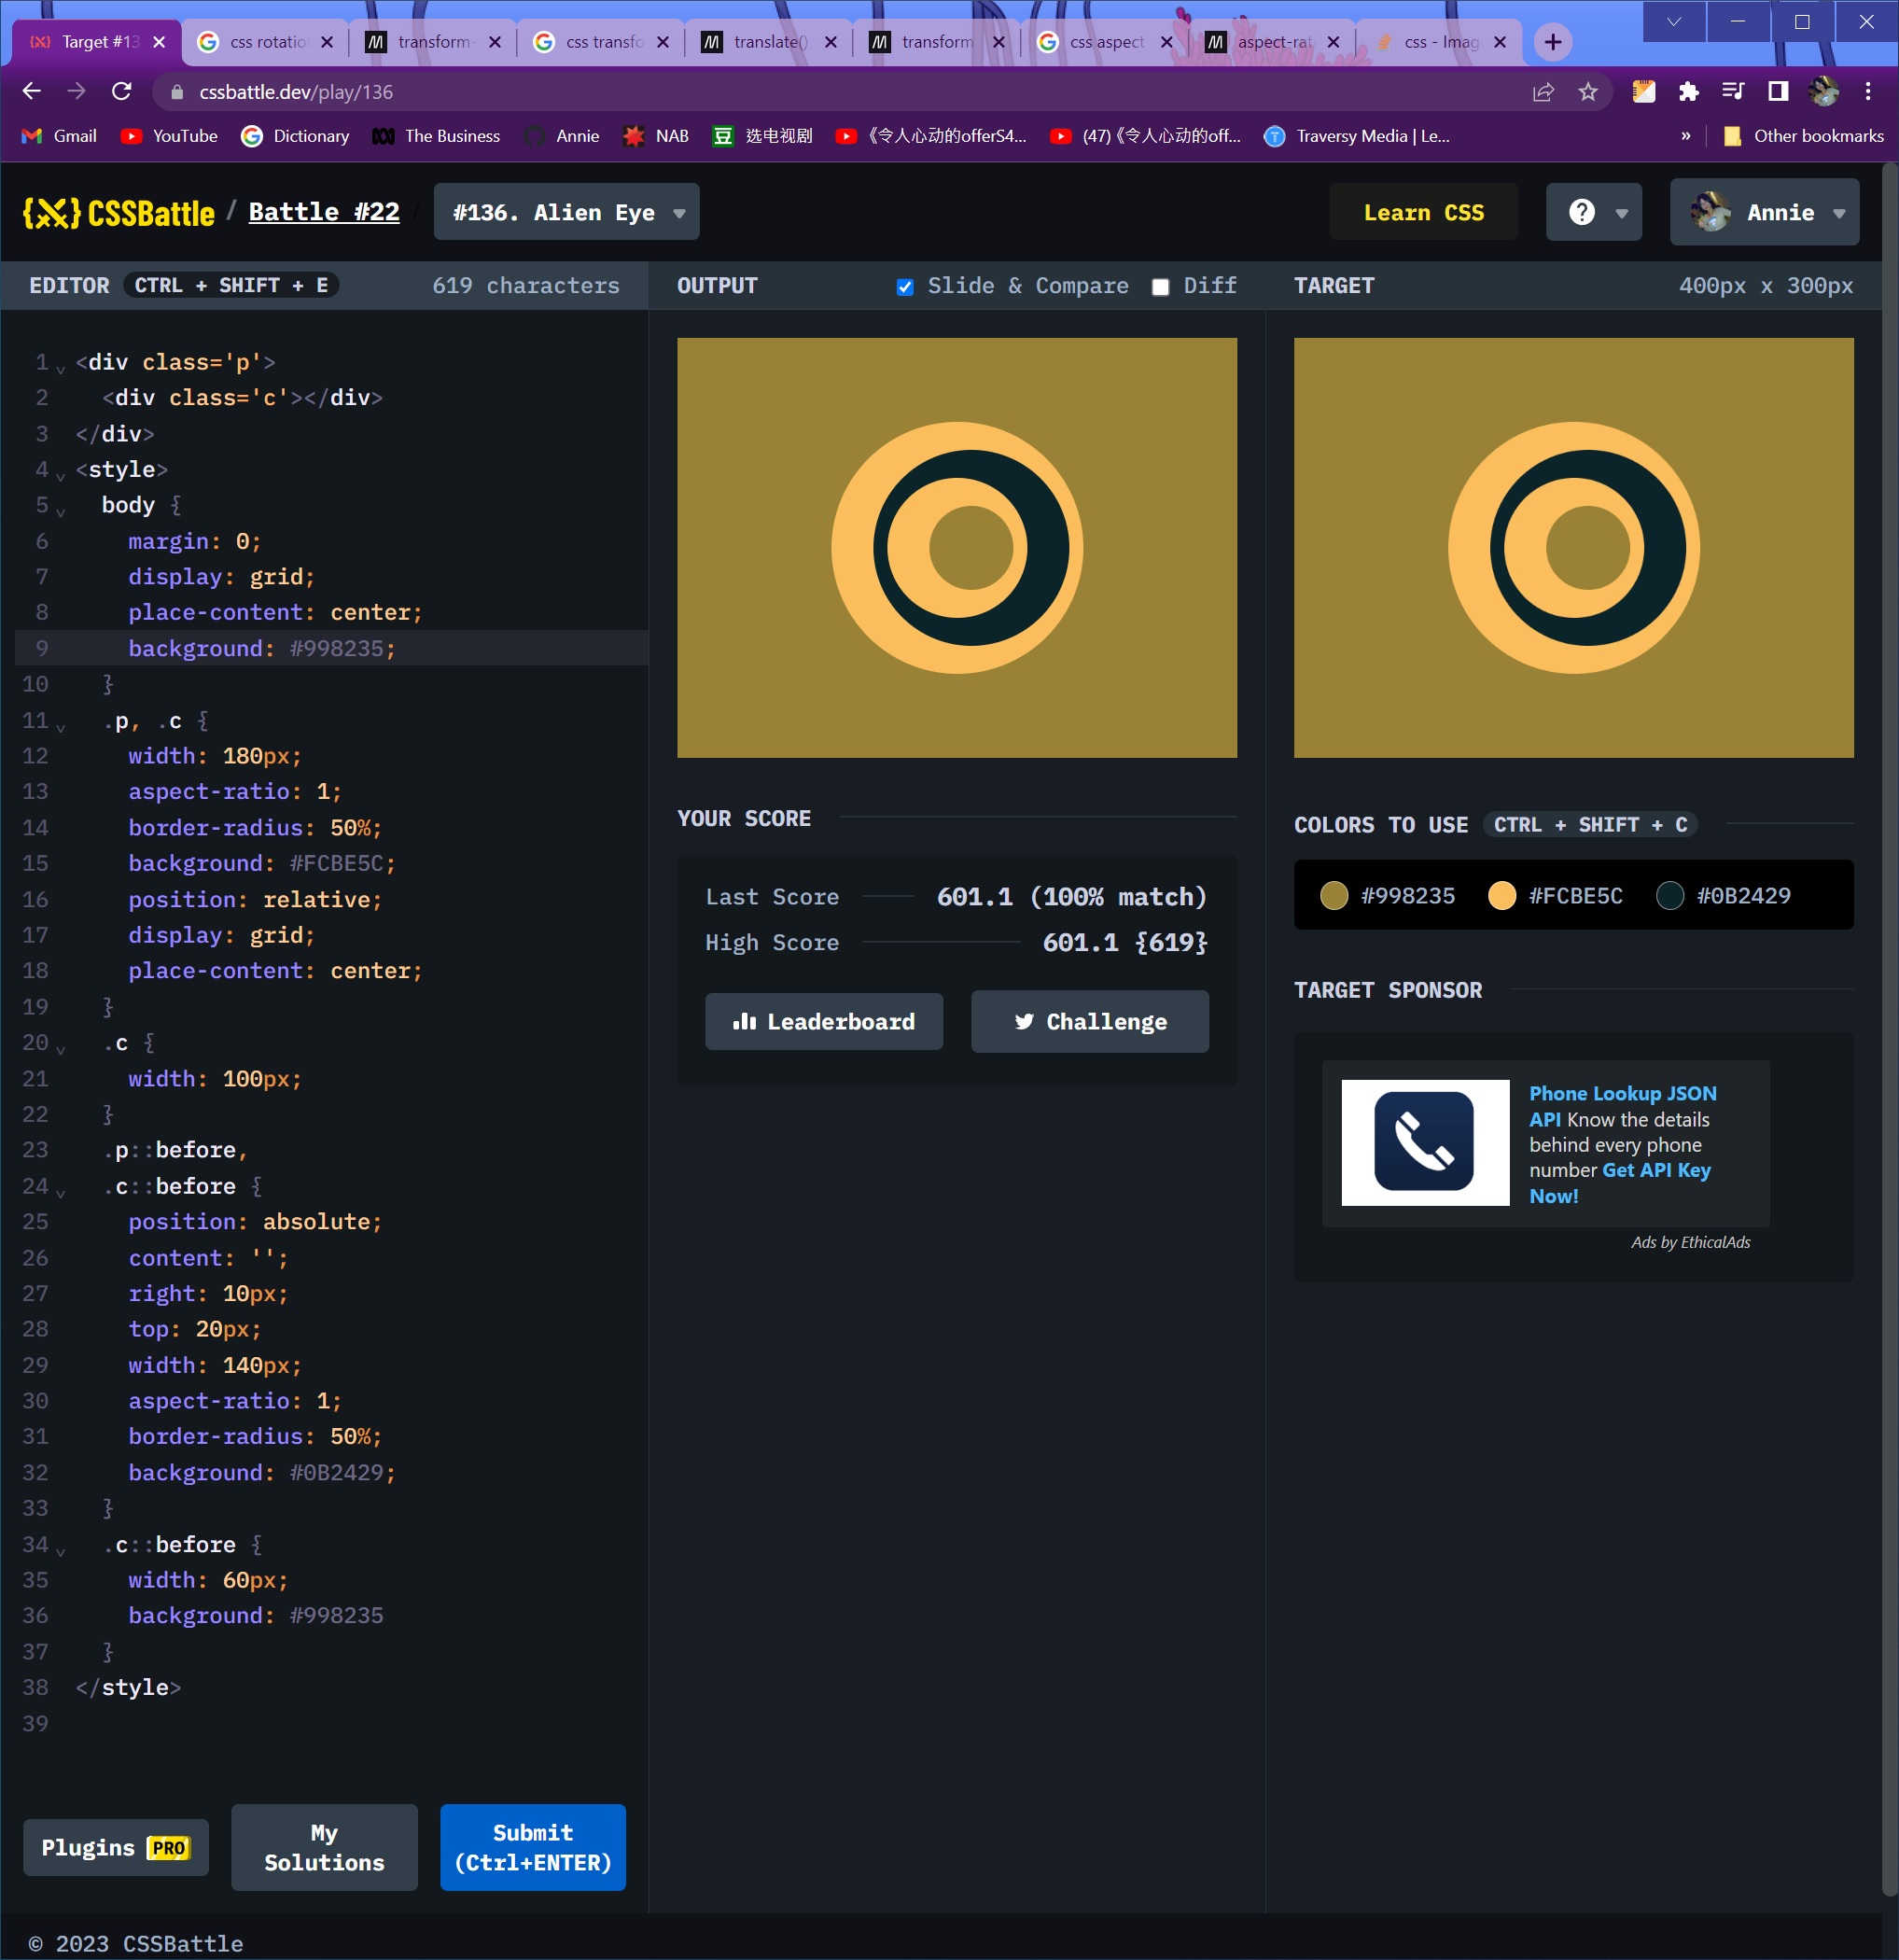 Target #13
css rotatio
transform-
css transfo
translate()
transform
css aspect
aspect-rat
css - Imag
cssbattle.dev/play/136
Gmail
YouTube
Dictionary
The Business
Annie
NAB
选电视剧
《令人心动的offerS4...
(47)《令人心动的off...
Traversy Media | Le...
»
Other bookmarks
CSSBattle / Battle #22
#136. Alien Eye
Learn CSS
Annie
EDITOR CTRL + SHIFT + E 619 characters
OUTPUT Slide & Compare Diff
TARGET 400px x 300px
1 <div class='p'>
2 <div class='c'></div>
3 </div>
4 <style>
5 body {
6 margin: 0;
7 display: grid;
8 place-content: center;
9 background: #998235;
10 }
11 .p, .c {
12 width: 180px;
13 aspect-ratio: 1;
14 border-radius: 50%;
15 background: #FCBE5C;
16 position: relative;
17 display: grid;
18 place-content: center;
19 }
20 .c {
21 width: 100px;
22 }
23 .p::before,
24 .c::before {
25 position: absolute;
26 content: '';
27 right: 10px;
28 top: 20px;
29 width: 140px;
30 aspect-ratio: 1;
31 border-radius: 50%;
32 background: #0B2429;
33 }
34 .c::before {
35 width: 60px;
36 background: #998235
37 }
38 </style>
39
Plugins PRO
My
Solutions
Submit
(Ctrl+ENTER)
YOUR SCORE
Last Score 601.1 (100% match)
High Score 601.1 {619}
Leaderboard
Challenge
COLORS TO USE CTRL + SHIFT + C
#998235 #FCBE5C #0B2429
TARGET SPONSOR
Phone Lookup JSON
API Know the details
behind every phone
number Get API Key
Now!
Ads by EthicalAds
© 2023 CSSBattle